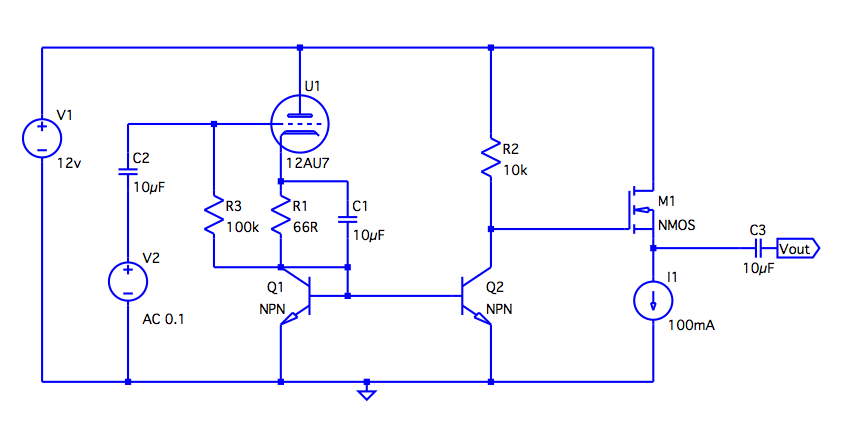 U1
V1
12v
C2
10µF
12AU7
R2
10k
R3
100k
R1
66R
C1
10µF
M1
NMOS
C3
10µF
Vout
V2
AC 0.1
Q1
NPN
Q2
NPN
I1
100mA